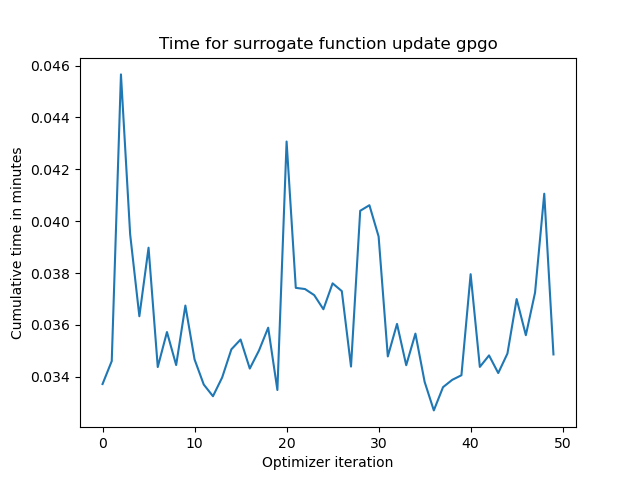 Time for surrogate function update gpgo
Cumulative time in minutes
0.046
0.044
0.042
0.040
0.038
0.036
0.034
0 10 20 30 40 50
Optimizer iteration